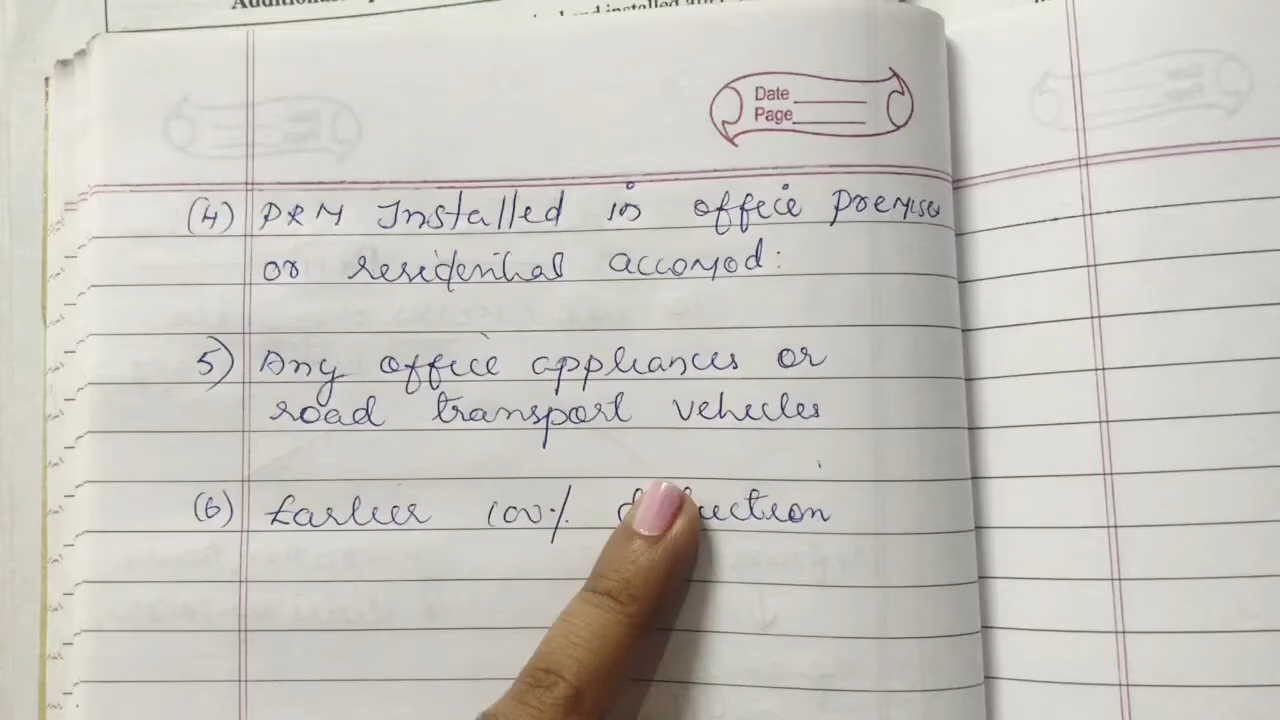 Date
Page
(4) P&M Installed in office premises
or residential accomod:
5) Any office appliances or
road transport vehicles
(6) Earlier 100%